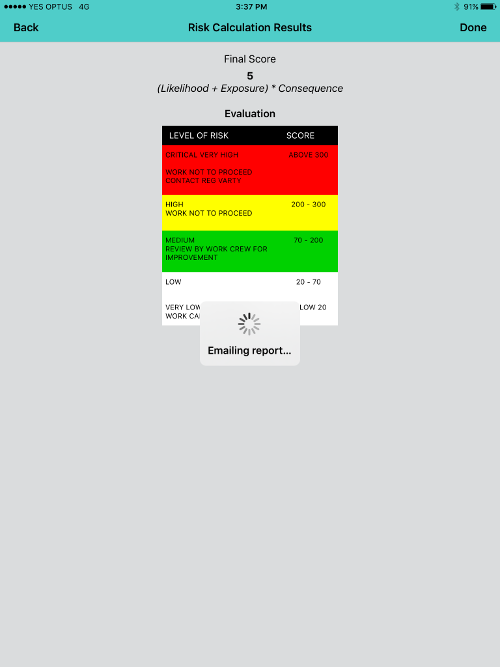 YES OPTUS 4G 3:37 PM 91%
Back Risk Calculation Results Done
Final Score
5
(Likelihood + Exposure) * Consequence
Evaluation
LEVEL OF RISK SCORE
CRITICAL VERY HIGH ABOVE 300
WORK NOT TO PROCEED
CONTACT REG VARTY
HIGH 200 - 300
WORK NOT TO PROCEED
MEDIUM 70 - 200
REVIEW BY WORK CREW FOR
IMPROVEMENT
LOW 20 - 70
VERY LOW LOW 20
WORK CA
Emailing report...